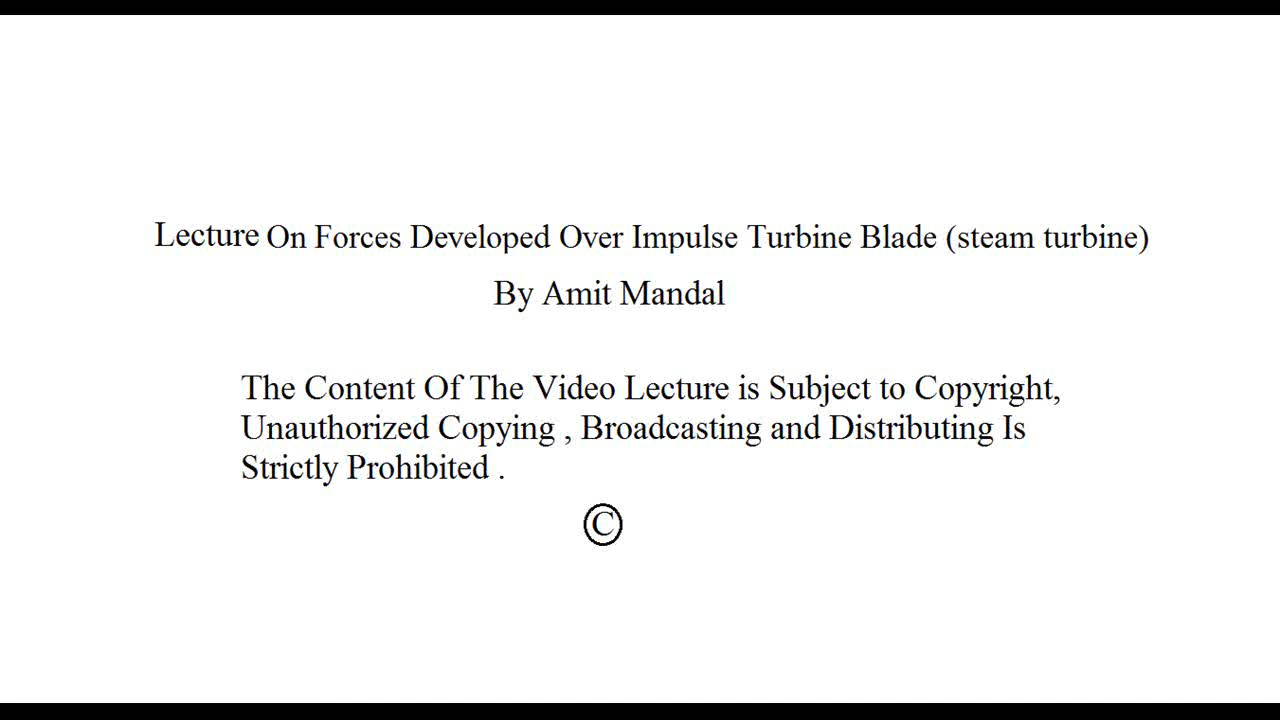 Lecture On Forces Developed Over Impulse Turbine Blade (steam turbine)
By Amit Mandal
The Content Of The Video Lecture is Subject to Copyright,
Unauthorized Copying , Broadcasting and Distributing Is
Strictly Prohibited .
©